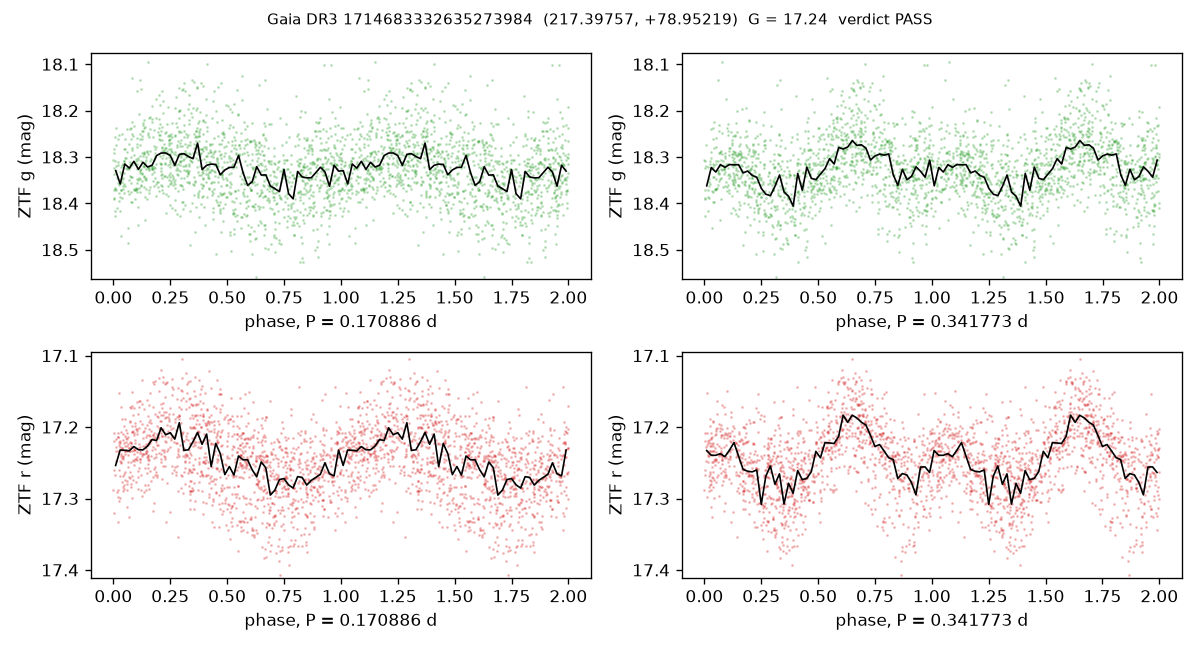 Gaia DR3 1714683332635273984 (217.39757, +78.95219) G = 17.24 verdict PASS
ZTF g (mag)
18.1
18.2
18.3
18.4
18.5
0.00 0.25 0.50 0.75 1.00 1.25 1.50 1.75 2.00
phase, P = 0.170886 d
ZTF g (mag)
18.1
18.2
18.3
18.4
18.5
0.00 0.25 0.50 0.75 1.00 1.25 1.50 1.75 2.00
phase, P = 0.341773 d
ZTF r (mag)
17.1
17.2
17.3
17.4
0.00 0.25 0.50 0.75 1.00 1.25 1.50 1.75 2.00
phase, P = 0.170886 d
ZTF r (mag)
17.1
17.2
17.3
17.4
0.00 0.25 0.50 0.75 1.00 1.25 1.50 1.75 2.00
phase, P = 0.341773 d